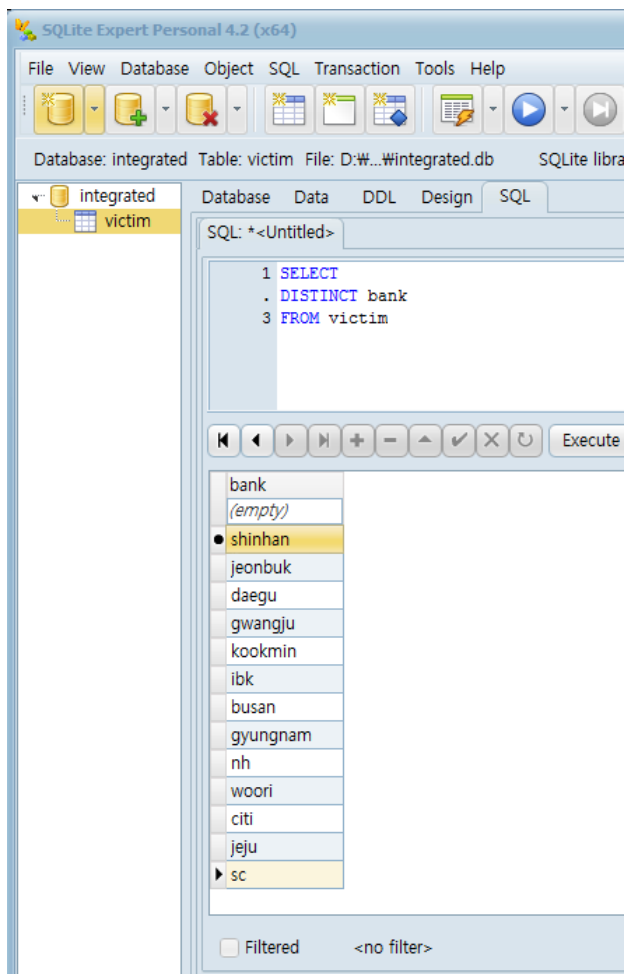 SQLite Expert Personal 4.2 (x64)
File View Database Object SQL Transaction Tools Help
Database: integrated Table: victim File: D:₩...₩integrated.db SQLite libra
integrated
victim
Database Data DDL Design SQL
SQL: *<Untitled>
1 SELECT
. DISTINCT bank
3 FROM victim
Execute
bank
(empty)
shinhan
jeonbuk
daegu
gwangju
kookmin
ibk
busan
gyungnam
nh
woori
citi
jeju
sc
Filtered <no filter>